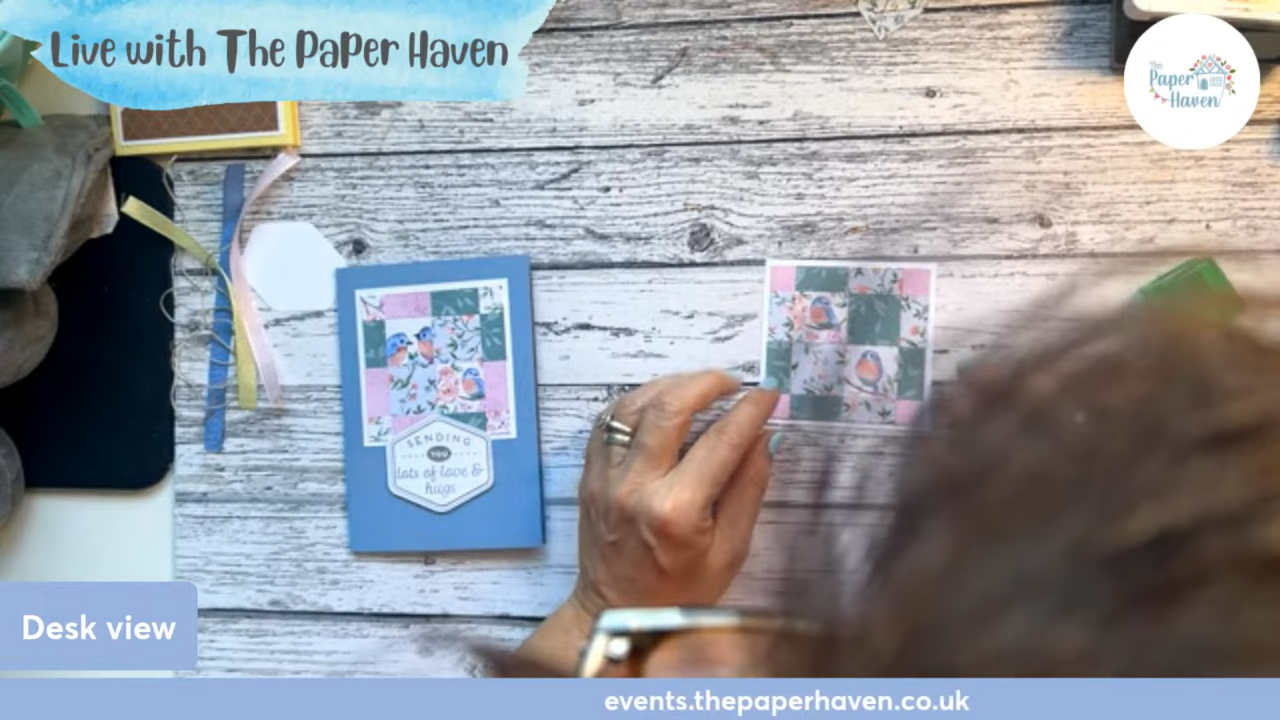 Live with The Paper Haven
The
Paper
Haven
SENDING
YOU
lots of love &
hugs
Desk view
events.thepaperhaven.co.uk